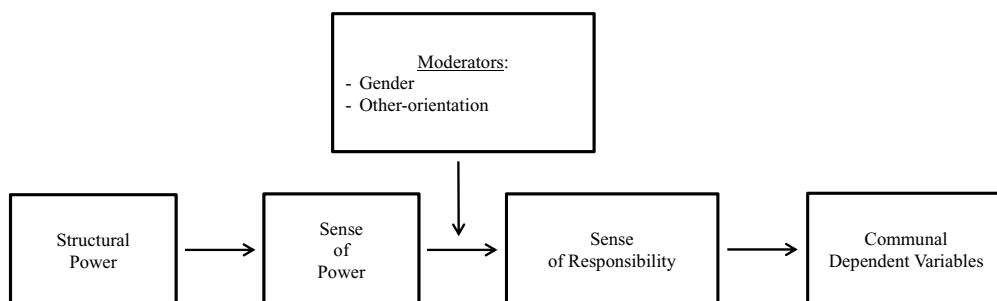 Moderators:
- Gender
- Other-orientation
Structural
Power
Sense
of
Power
Sense
of Responsibility
Communal
Dependent Variables